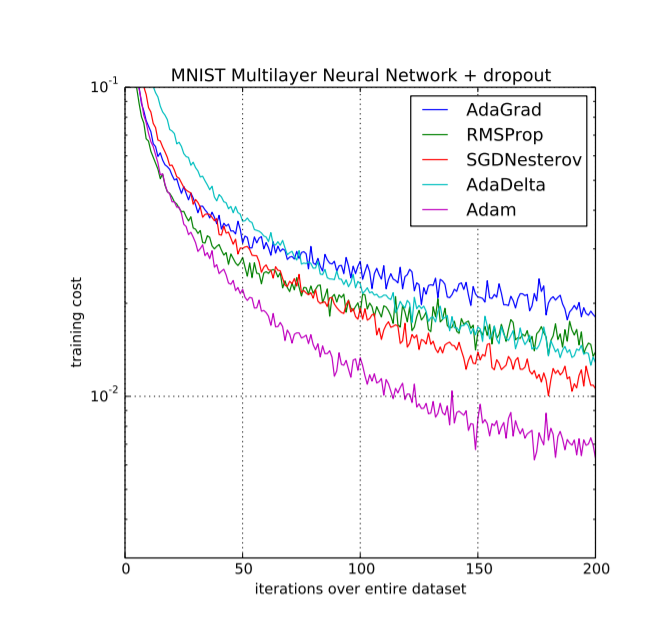 MNIST Multilayer Neural Network + dropout
10^-1
AdaGrad
RMSProp
SGDNesterov
AdaDelta
Adam
training cost
10^-2
0 50 100 150 200
iterations over entire dataset